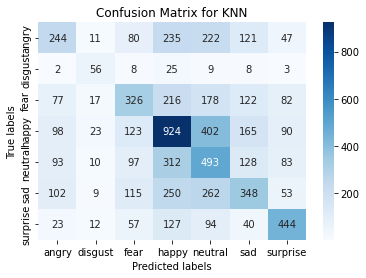 Confusion Matrix for KNN
True labels
angry 244 11 80 235 222 121 47
disgust 2 56 8 25 9 8 3
fear 77 17 326 216 178 122 82
happy 98 23 123 924 402 165 90
neutral 93 10 97 312 493 128 83
sad 102 9 115 250 262 348 53
surprise 23 12 57 127 94 40 444
angry disgust fear happy neutral sad surprise
Predicted labels
800
600
400
200